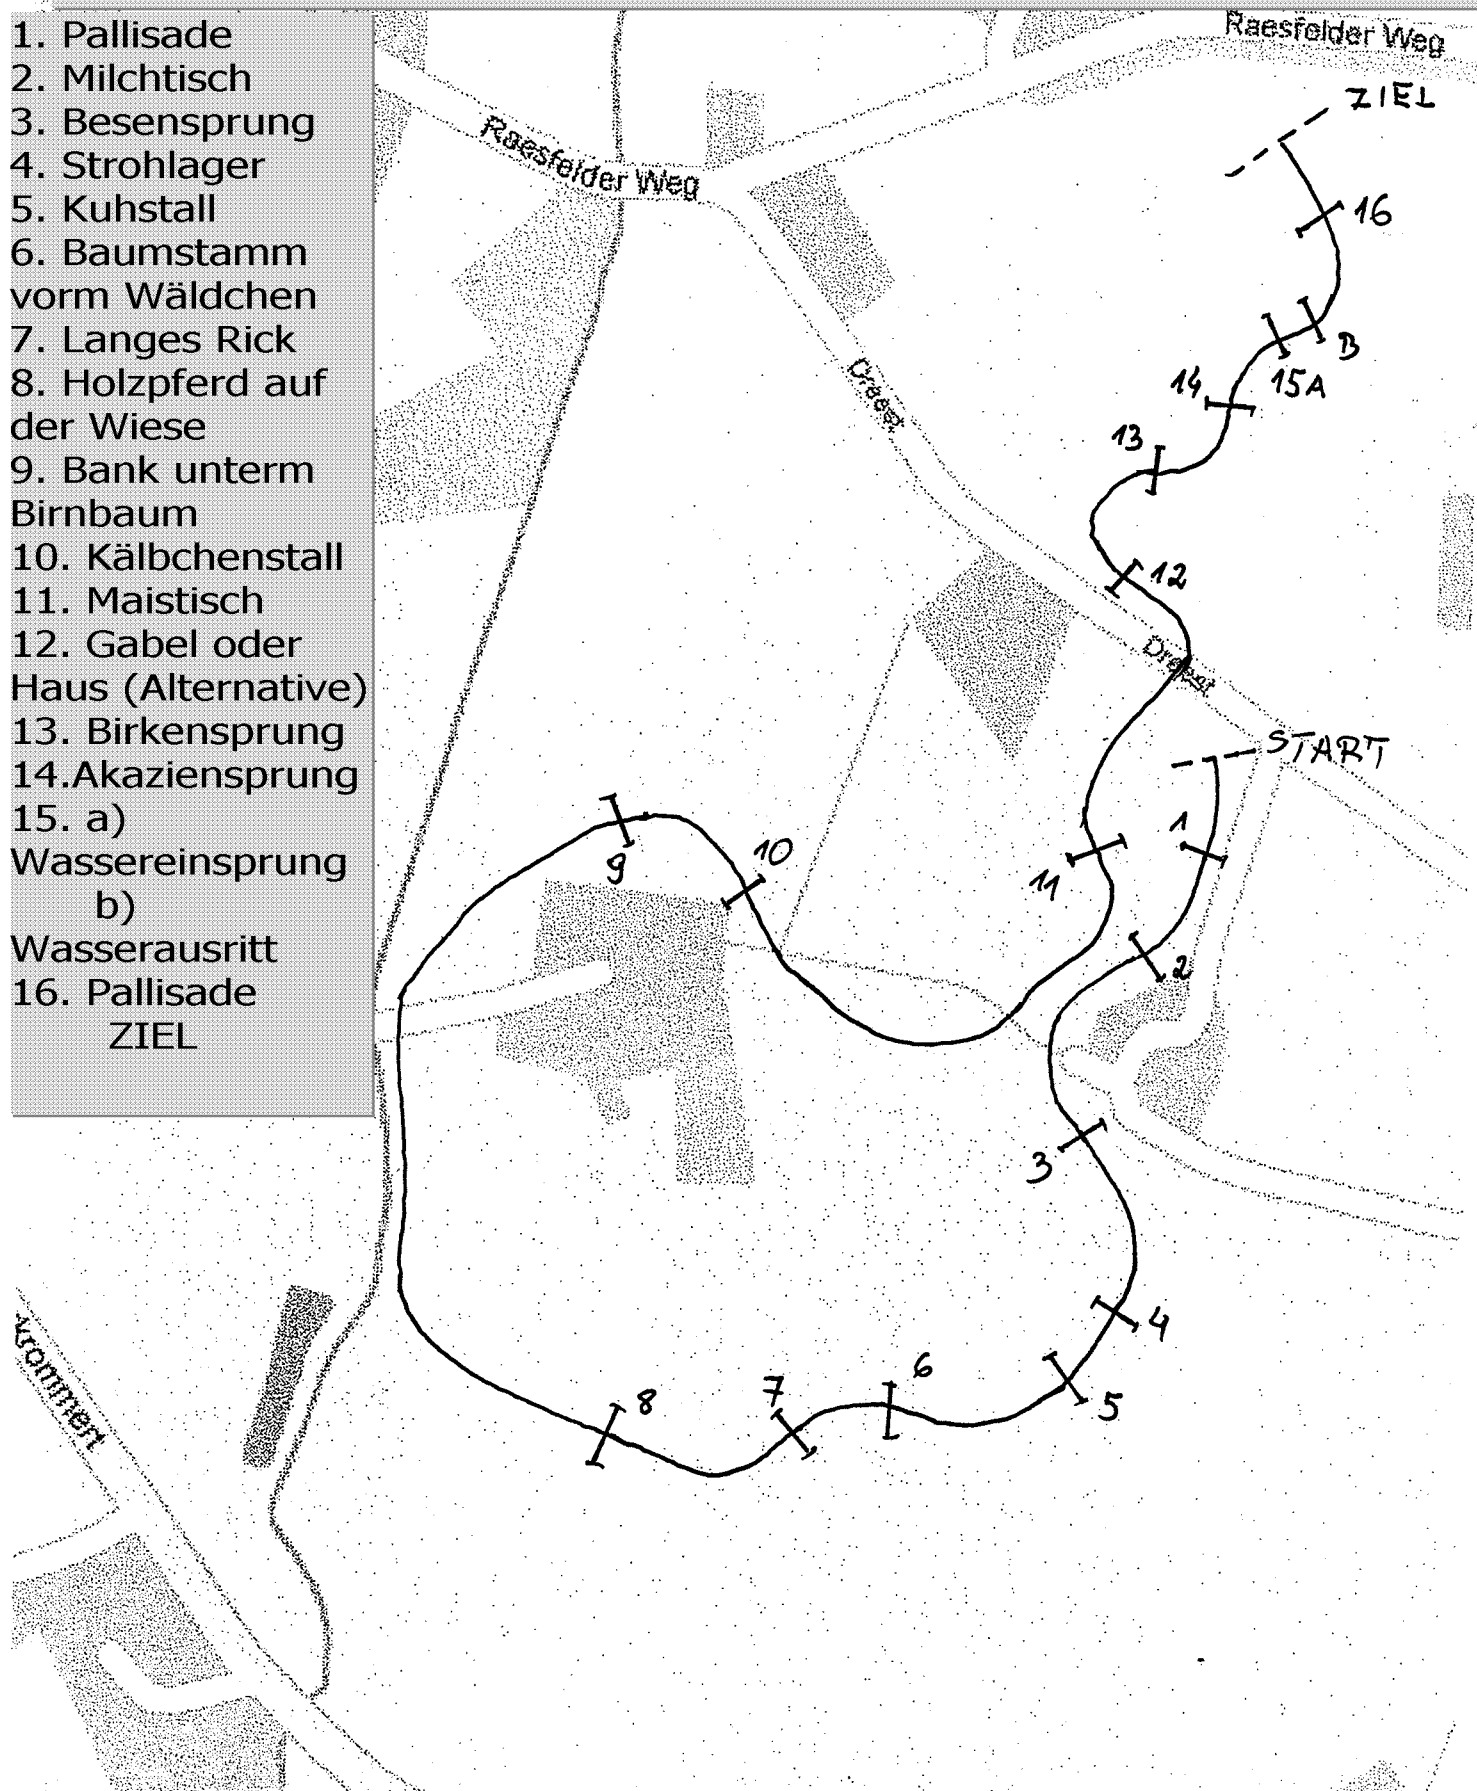 1. Pallisade
2. Milchtisch
3. Besensprung
4. Strohlager
5. Kuhstall
6. Baumstamm
vorm Wäldchen
7. Langes Rick
8. Holzpferd auf
der Wiese
9. Bank unterm
Birnbaum
10. Kälbchenstall
11. Maistisch
12. Gabel oder
Haus (Alternative)
13. Birkensprung
14.Akaziensprung
15. a)
Wassereinsprung
b)
Wasserausritt
16. Pallisade
ZIEL
Raesfelder Weg
ZIEL
Raesfelder Weg
16
B
15A
14
Dreest
13
12
Dreest
START
1
9
10
11
2
3
4
5
6
7
8
Krommert